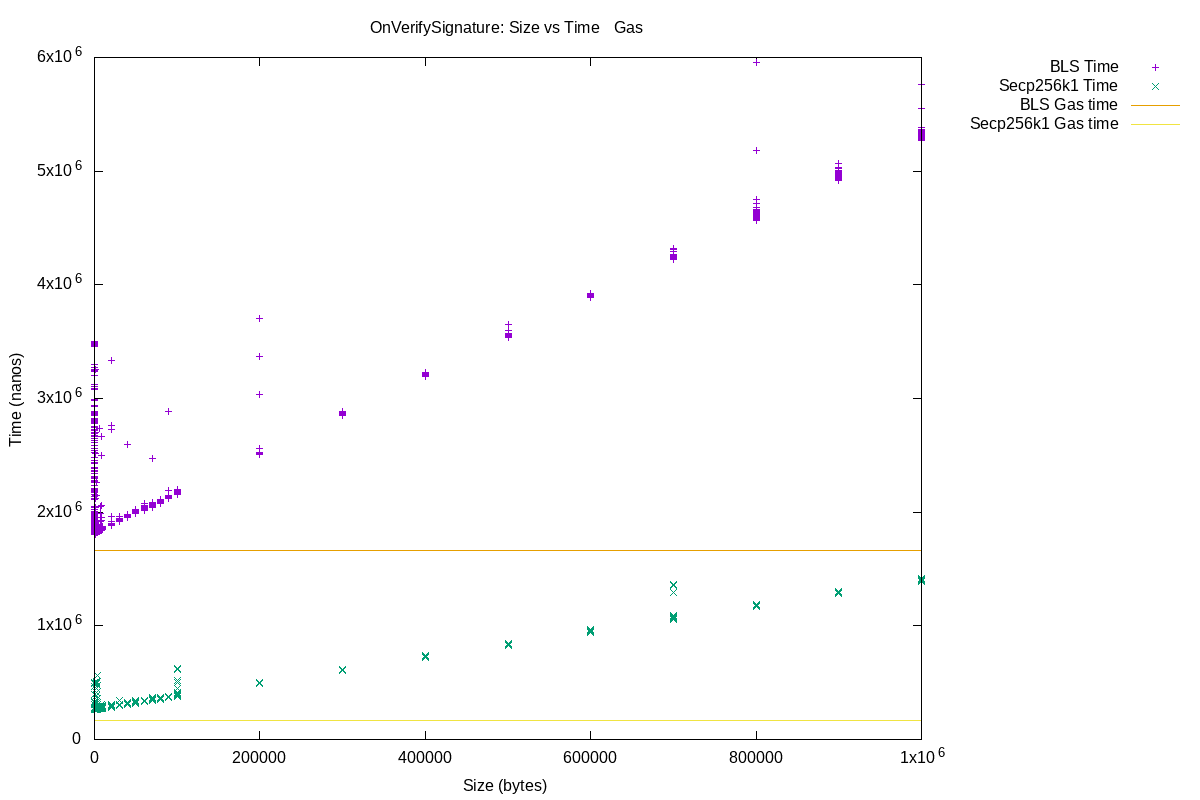 OnVerifySignature: Size vs Time   Gas
6x10^6
5x10^6
4x10^6
3x10^6
2x10^6
1x10^6
0
Time (nanos)
0 200000 400000 600000 800000 1x10^6
Size (bytes)
BLS Time
Secp256k1 Time
BLS Gas time
Secp256k1 Gas time